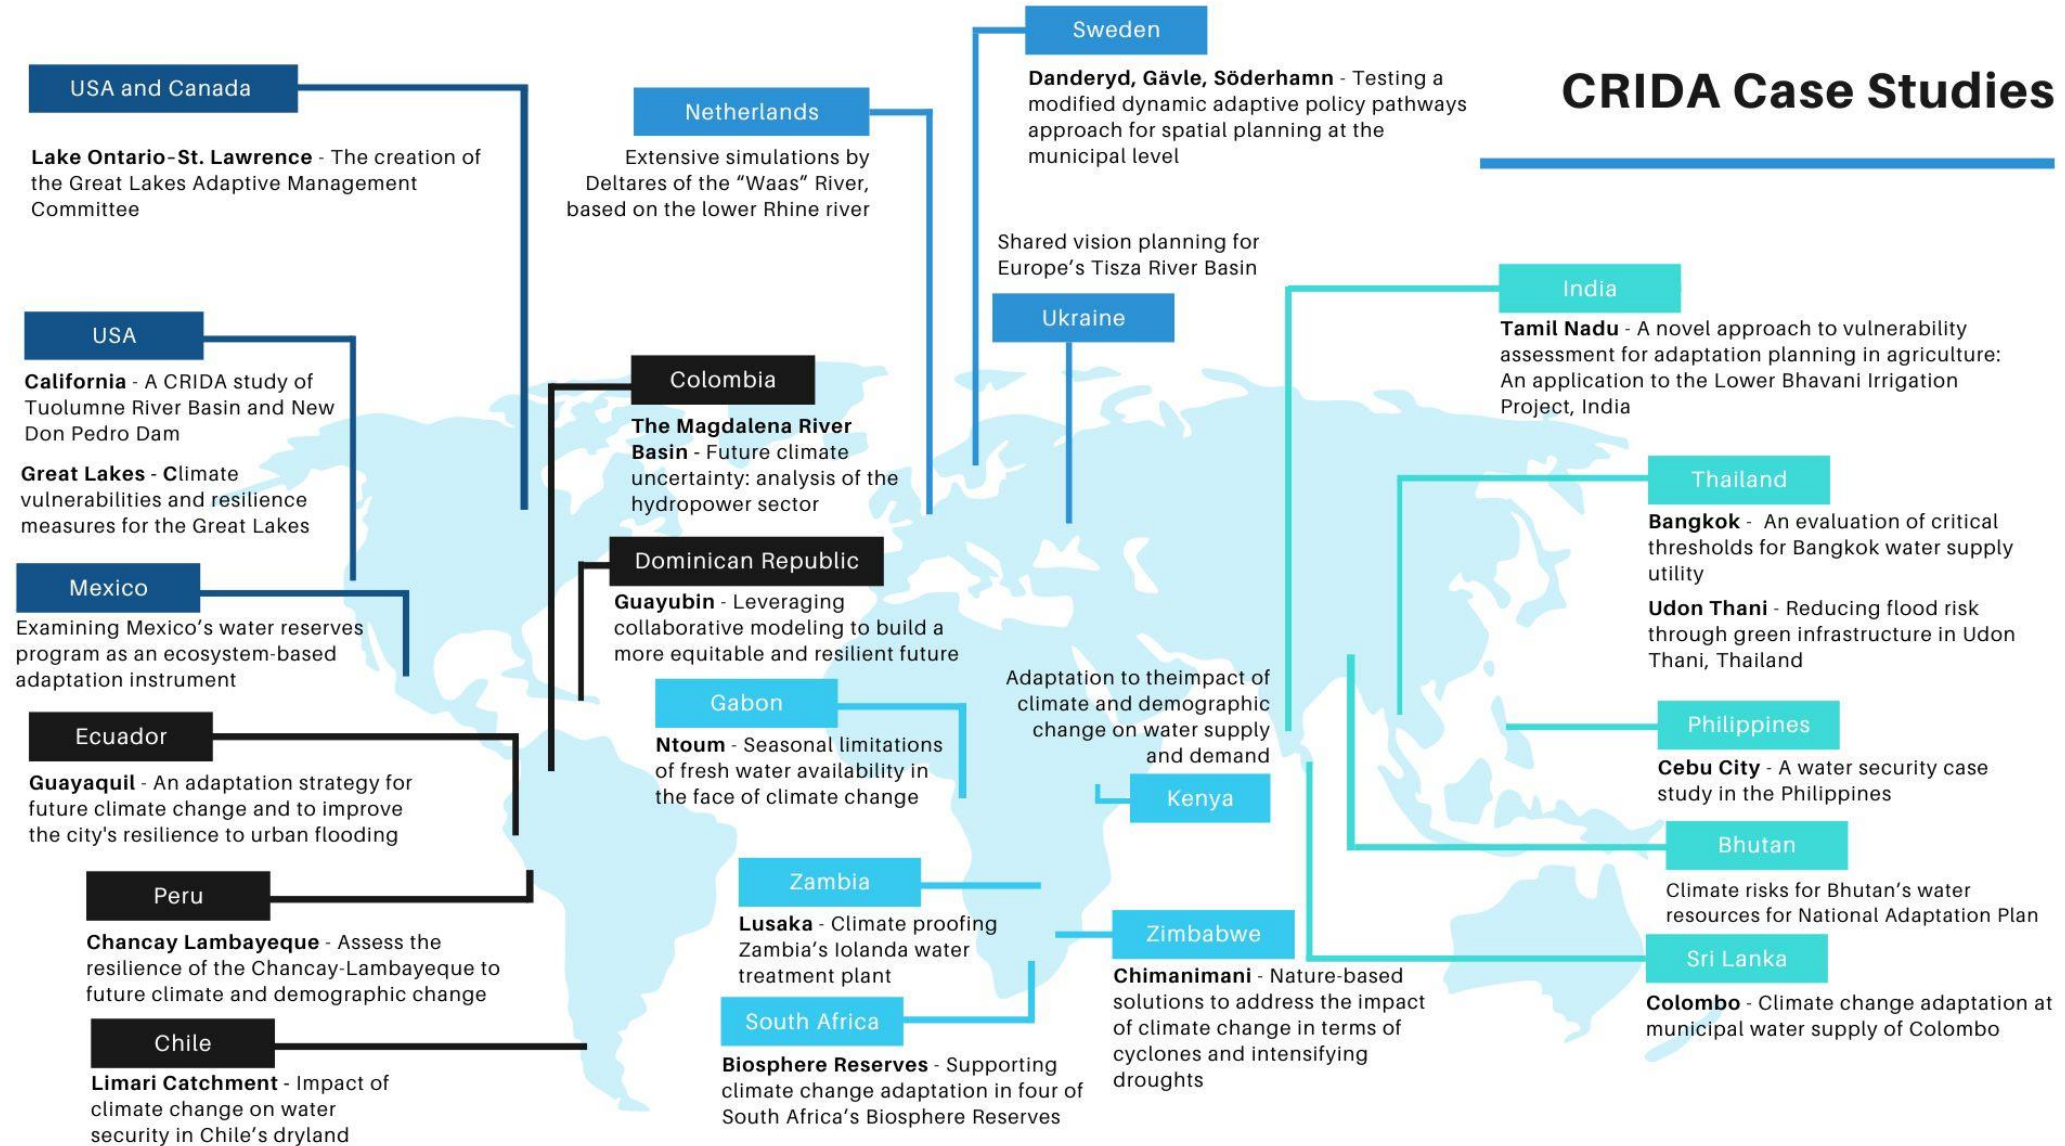 CRIDA Case Studies
USA and Canada
Lake Ontario–St. Lawrence - The creation of
the Great Lakes Adaptive Management
Committee
USA
California - A CRIDA study of
Tuolumne River Basin and New
Don Pedro Dam
Great Lakes - Climate
vulnerabilities and resilience
measures for the Great Lakes
Mexico
Examining Mexico's water reserves
program as an ecosystem-based
adaptation instrument
Ecuador
Guayaquil - An adaptation strategy for
future climate change and to improve
the city's resilience to urban flooding
Peru
Chancay Lambayeque - Assess the
resilience of the Chancay-Lambayeque to
future climate and demographic change
Chile
Limari Catchment - Impact of
climate change on water
security in Chile's dryland
Netherlands
Extensive simulations by
Deltares of the "Waas" River,
based on the lower Rhine river
Colombia
The Magdalena River
Basin - Future climate
uncertainty: analysis of the
hydropower sector
Dominican Republic
Guayubin - Leveraging
collaborative modeling to build a
more equitable and resilient future
Gabon
Ntoum - Seasonal limitations
of fresh water availability in
the face of climate change
Zambia
Lusaka - Climate proofing
Zambia's Iolanda water
treatment plant
South Africa
Biosphere Reserves - Supporting
climate change adaptation in four of
South Africa's Biosphere Reserves
Sweden
Danderyd, Gävle, Söderhamn - Testing a
modified dynamic adaptive policy pathways
approach for spatial planning at the
municipal level
Shared vision planning for
Europe's Tisza River Basin
Ukraine
Adaptation to theimpact of
climate and demographic
change on water supply
and demand
Kenya
Zimbabwe
Chimanimani - Nature-based
solutions to address the impact
of climate change in terms of
cyclones and intensifying
droughts
India
Tamil Nadu - A novel approach to vulnerability
assessment for adaptation planning in agriculture:
An application to the Lower Bhavani Irrigation
Project, India
Thailand
Bangkok - An evaluation of critical
thresholds for Bangkok water supply
utility
Udon Thani - Reducing flood risk
through green infrastructure in Udon
Thani, Thailand
Philippines
Cebu City - A water security case
study in the Philippines
Bhutan
Climate risks for Bhutan's water
resources for National Adaptation Plan
Sri Lanka
Colombo - Climate change adaptation at
municipal water supply of Colombo